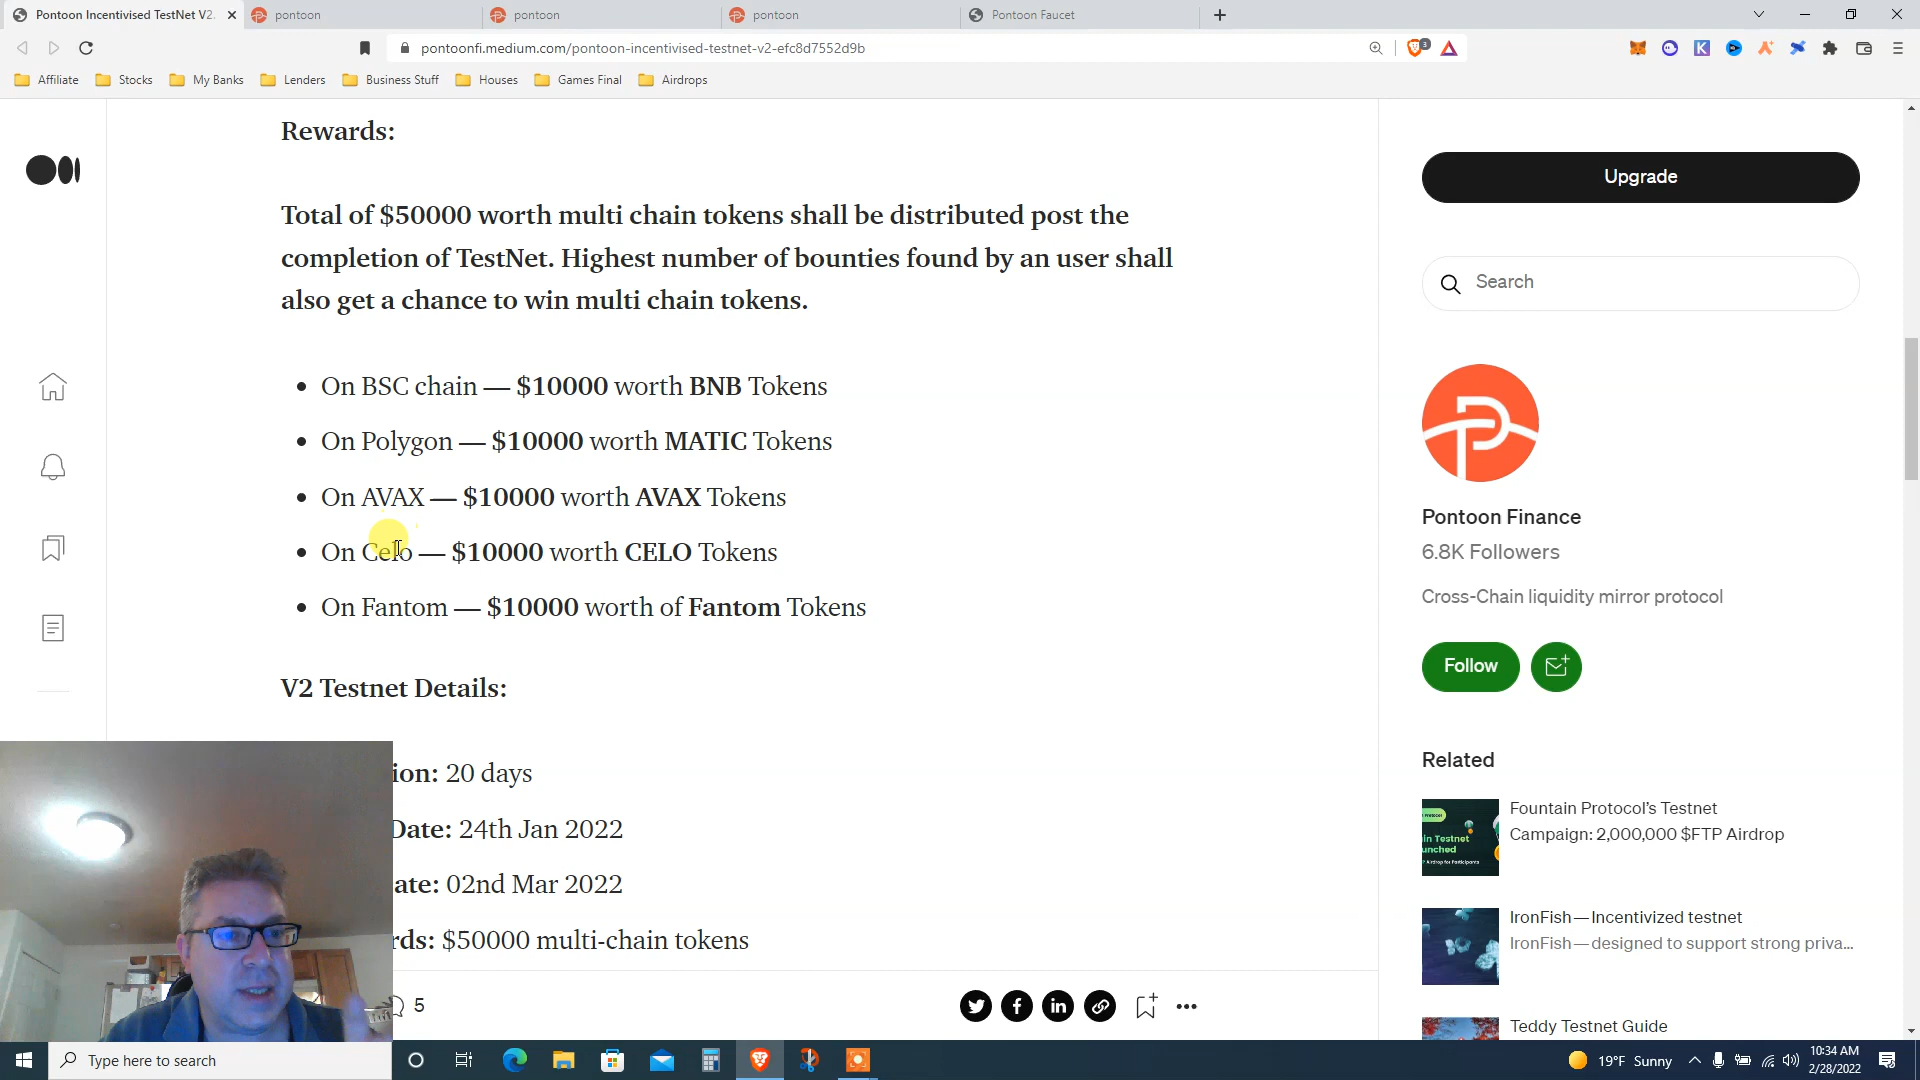 Pontoon Incentivised TestNet V2
pontoon
pontoon
pontoon
Pontoon Faucet
pontoonfi.medium.com/pontoon-incentivised-testnet-v2-efc8d7552d9b
3
Affiliate
Stocks
My Banks
Lenders
Business Stuff
Houses
Games Final
Airdrops
Rewards:
Total of $50000 worth multi chain tokens shall be distributed post the
completion of TestNet. Highest number of bounties found by an user shall
also get a chance to win multi chain tokens.
• On BSC chain — $10000 worth BNB Tokens
• On Polygon — $10000 worth MATIC Tokens
• On AVAX — $10000 worth AVAX Tokens
• On Celo — $10000 worth CELO Tokens
• On Fantom — $10000 worth of Fantom Tokens
V2 Testnet Details:
ion: 20 days
Date: 24th Jan 2022
ate: 02nd Mar 2022
rds: $50000 multi-chain tokens
5
Upgrade
Search
Pontoon Finance
6.8K Followers
Cross-Chain liquidity mirror protocol
Follow
Related
Fountain Protocol's Testnet
Campaign: 2,000,000 $FTP Airdrop
IronFish — Incentivized testnet
IronFish — designed to support strong priva...
Teddy Testnet Guide
Type here to search
19°F Sunny
10:34 AM
2/28/2022